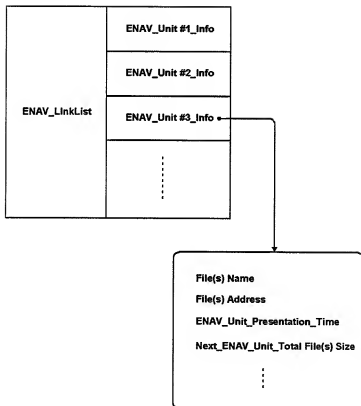 ENAV_LinkList
ENAV_Unit #1_Info
ENAV_Unit #2_Info
ENAV_Unit #3_Info
File(s) Name
File(s) Address
ENAV_Unit_Presentation_Time
Next_ENAV_Unit_Total File(s) Size